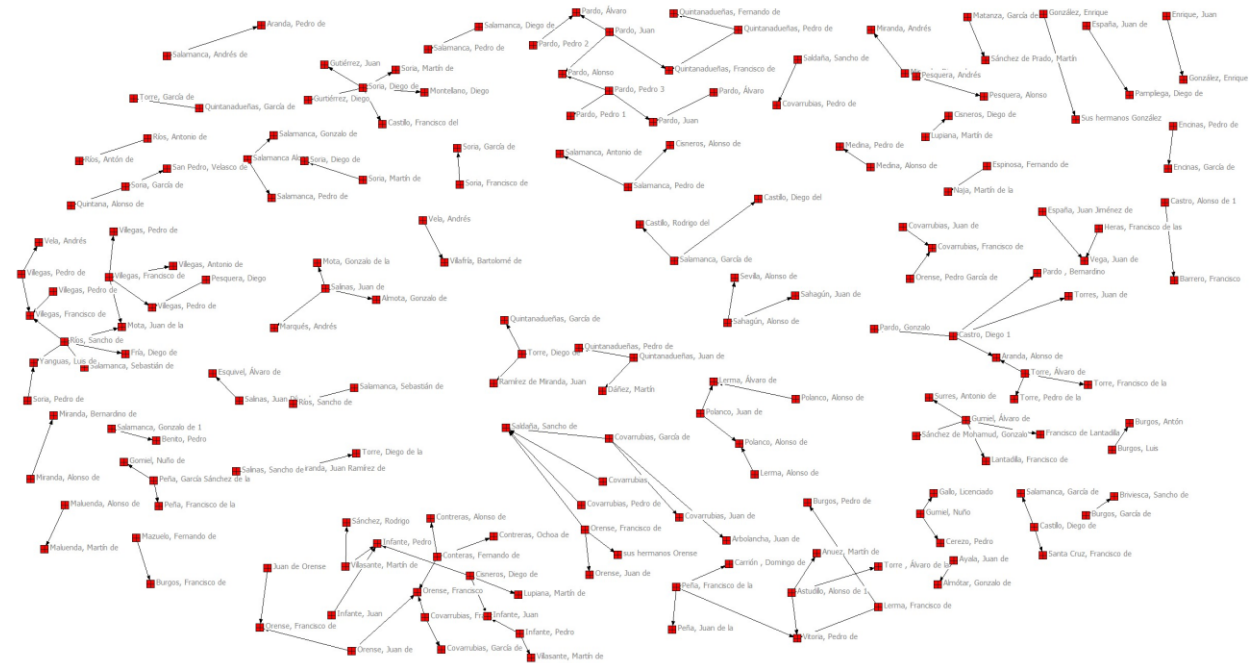 Aranda, Pedro de
Salamanca, Andrés de
Salamanca, Diego de
Salamanca, Pedro de
Pardo, Álvaro
Pardo, Juan
Pardo, Pedro 2
Quintanadueñas, Fernando de
Quintanadueñas, Pedro de
Quintanadueñas, Francisco de
Miranda, Andrés
Matanza, García de
González, Enrique
España, Juan de
Enrique, Juan
Sánchez de Prado, Martín
González, Enrique
Gutiérrez, Juan
Soria, Martín de
Soria, Diego de
Montellano, Diego
Gurtiérrez, Diego
Castillo, Francisco del
Pardo, Alonso
Pardo, Pedro 3
Pardo, Álvaro
Pardo, Pedro 1
Pardo, Juan
Saldaña, Sancho de
Covarrubias, Pedro de
Pesquera, Andrés
Pesquera, Alonso
Pamplega, Diego de
Torre, García de
Quintanadueñas, García de
Cisneros, Diego de
Lupiana, Martín de
Sus hermanos González
Encinas, Pedro de
Encinas, García de
Ríos, Antonio de
Ríos, Antón de
Salamanca, Gonzalo de
Salamanca
Soria, Diego de
Soria, Martín de
Salamanca, Pedro de
Soria, García de
Soria, Francisco de
Salamanca, Antonio de
Cisneros, Alonso de
Salamanca, Pedro de
Medina, Pedro de
Medina, Alonso de
Espinosa, Fernando de
Naja, Martín de la
San Pedro, Velasco de
Soria, García de
Quintana, Alonso de
Castillo, Diego del
Castillo, Rodrigo del
Salamanca, García de
Castro, Alonso de 1
España, Juan Jiménez de
Heras, Francisco de las
Vega, Juan de
Barrero, Francisco
Covarrubias, Juan de
Covarrubias, Francisco de
Orense, Pedro García de
Vela, Andrés
Villegas, Pedro de
Vela, Andrés
Villafría, Bartolomé de
Villegas, Pedro de
Villegas, Francisco de
Villegas, Antonio de
Pesquera, Diego
Villegas, Pedro de
Villegas, Pedro de
Villegas, Francisco de
Mota, Juan de la
Mota, Gonzalo de la
Salinas, Juan de
Almota, Gonzalo de
Marqués, Andrés
Sevilla, Alonso de
Sahagún, Juan de
Sahagún, Alonso de
Pardo , Bernardino
Torres, Juan de
Pardo, Gonzalo
Castro, Diego 1
Aranda, Alonso de
Torre, Álvaro de
Torre, Francisco de la
Torre, Pedro de la
Ríos, Sancho de
Fría, Diego de
Yanguas, Luis de
Salamanca, Sebastián de
Soria, Pedro de
Quintanadueñas, García de
Torre, Diego de
Ramírez de Miranda, Juan
Quintanadueñas, Pedro de
Quintanadueñas, Juan de
Dáñez, Martín
Esquivel, Álvaro de
Salinas, Juan
Salamanca, Sebastián de
Ríos, Sancho de
Lerma, Álvaro de
Polanco, Alonso de
Polanco, Juan de
Polanco, Alonso de
Lerma, Alonso de
Surres, Antonio de
Gumiel, Álvaro de
Sánchez de Mohamud, Gonzalo
Francisco de Lantadilla
Lantadilla, Francisco de
Burgos, Antón
Burgos, Luis
Miranda, Bernardino de
Miranda, Alonso de
Salamanca, Gonzalo de 1
Bento, Pedro
Gomiel, Nuño de
Peña, García Sánchez de la
Peña, Francisco de la
Torre, Diego de la
Salinas, Sancho de
Juan Ramírez de
Saldaña, Sancho de
Covarrubias, García de
Covarrubias
Covarrubias, Pedro de
Covarrubias, Juan de
Orense, Francisco de
Arbolancha, Juan de
sus hermanos Orense
Orense, Juan de
Burgos, Pedro de
Anuez, Martín de
Carrión , Domingo de
Torre , Álvaro de la
Peña, Francisco de la
Astudillo, Alonso de 1
Lerma, Francisco de
Peña, Juan de la
Vitoria, Pedro de
Gallo, Licenciado
Gumiel, Nuño
Cerezo, Pedro
Ayala, Juan de
Almótar, Gonzalo de
Salamanca, García de
Castillo, Diego de
Santa Cruz, Francisco de
Brivesca, Sancho de
Burgos, García de
Maluenda, Alonso de
Maluenda, Martín de
Mazuelo, Fernando de
Burgos, Francisco de
Sánchez, Rodrigo
Infante, Pedro
Villasante, Martín de
Infante, Juan
Contreras, Alonso de
Contreras, Ochoa de
Conteras, Fernando de
Cisneros, Diego de
Lupiana, Martín de
Orense, Francisco
Juan de Orense
Orense, Francisco de
Orense, Juan de
Covarrubias,
Covarrubias, García de
Infante, Juan
Infante, Pedro
Villasante, Martín de